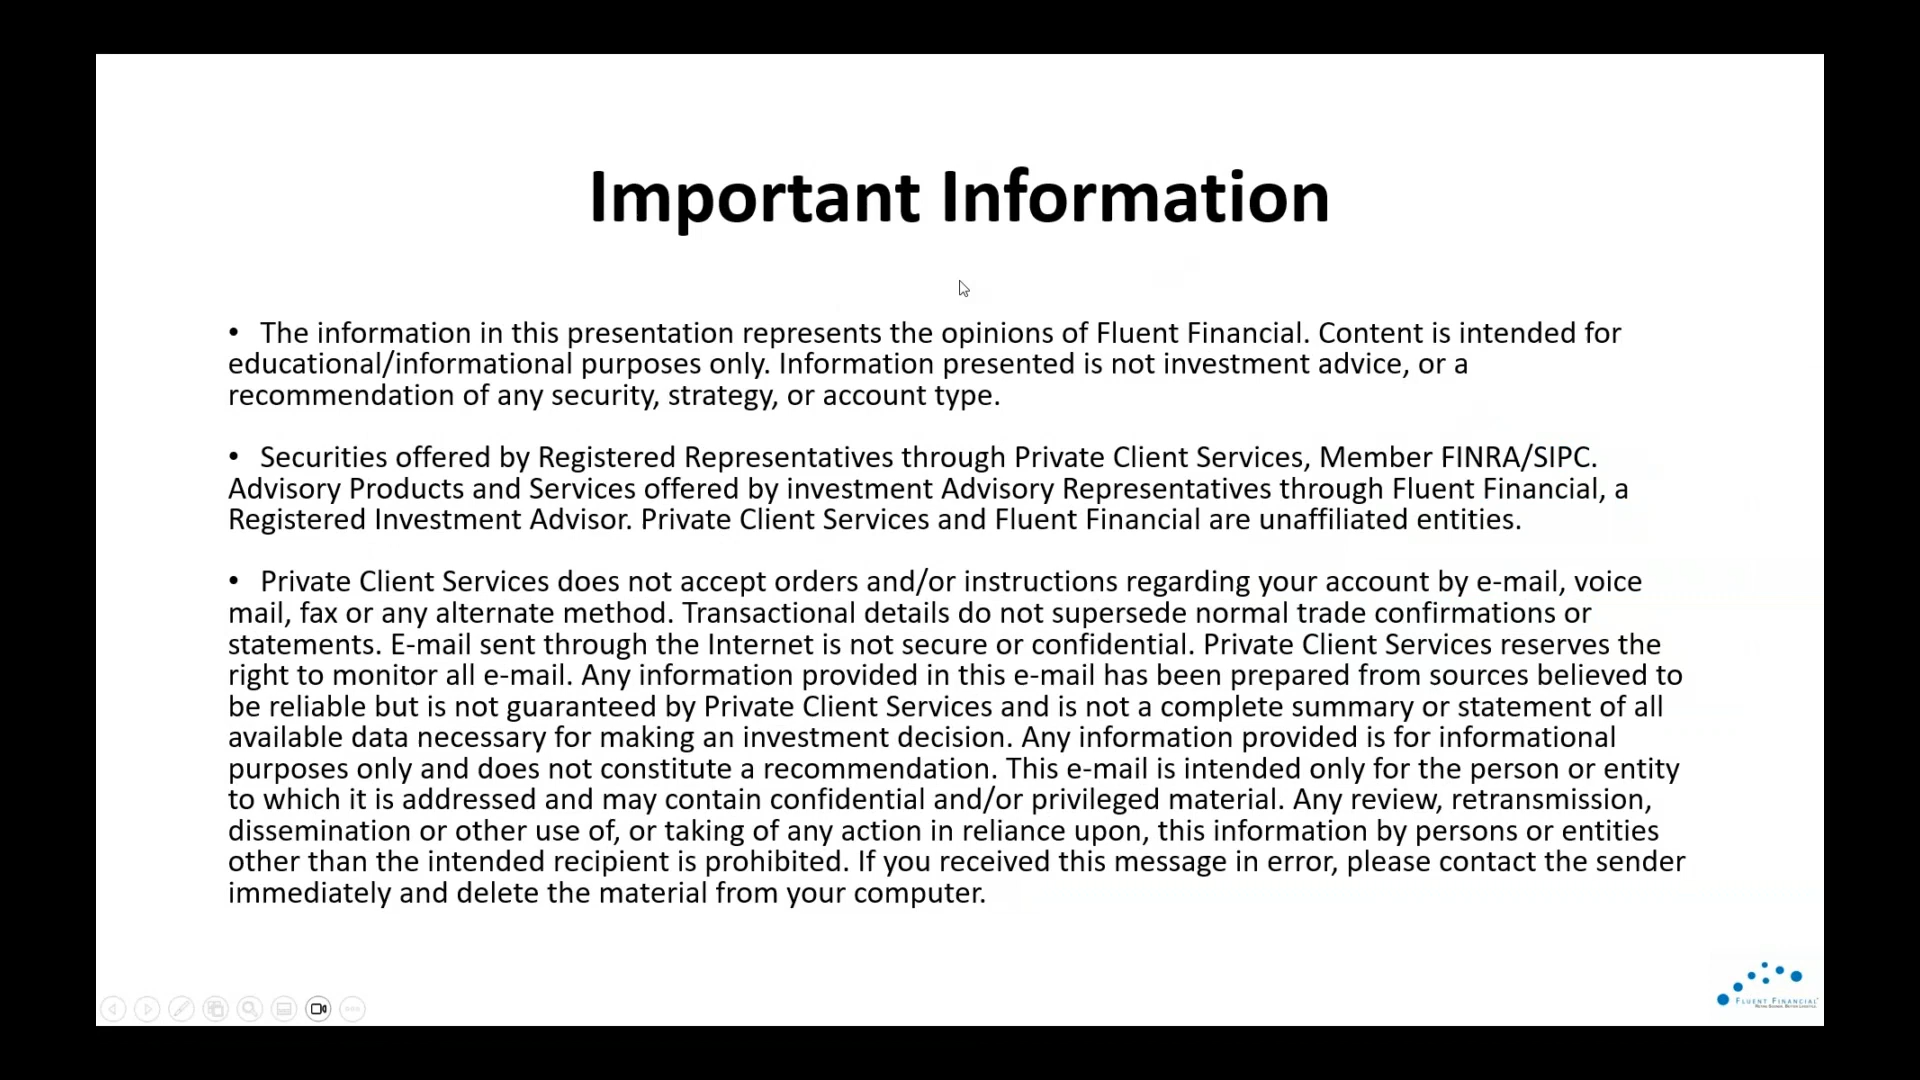 Important Information
• The information in this presentation represents the opinions of Fluent Financial. Content is intended for
educational/informational purposes only. Information presented is not investment advice, or a
recommendation of any security, strategy, or account type.
• Securities offered by Registered Representatives through Private Client Services, Member FINRA/SIPC.
Advisory Products and Services offered by investment Advisory Representatives through Fluent Financial, a
Registered Investment Advisor. Private Client Services and Fluent Financial are unaffiliated entities.
• Private Client Services does not accept orders and/or instructions regarding your account by e-mail, voice
mail, fax or any alternate method. Transactional details do not supersede normal trade confirmations or
statements. E-mail sent through the Internet is not secure or confidential. Private Client Services reserves the
right to monitor all e-mail. Any information provided in this e-mail has been prepared from sources believed to
be reliable but is not guaranteed by Private Client Services and is not a complete summary or statement of all
available data necessary for making an investment decision. Any information provided is for informational
purposes only and does not constitute a recommendation. This e-mail is intended only for the person or entity
to which it is addressed and may contain confidential and/or privileged material. Any review, retransmission,
dissemination or other use of, or taking of any action in reliance upon, this information by persons or entities
other than the intended recipient is prohibited. If you received this message in error, please contact the sender
immediately and delete the material from your computer.
FLUENT FINANCIAL